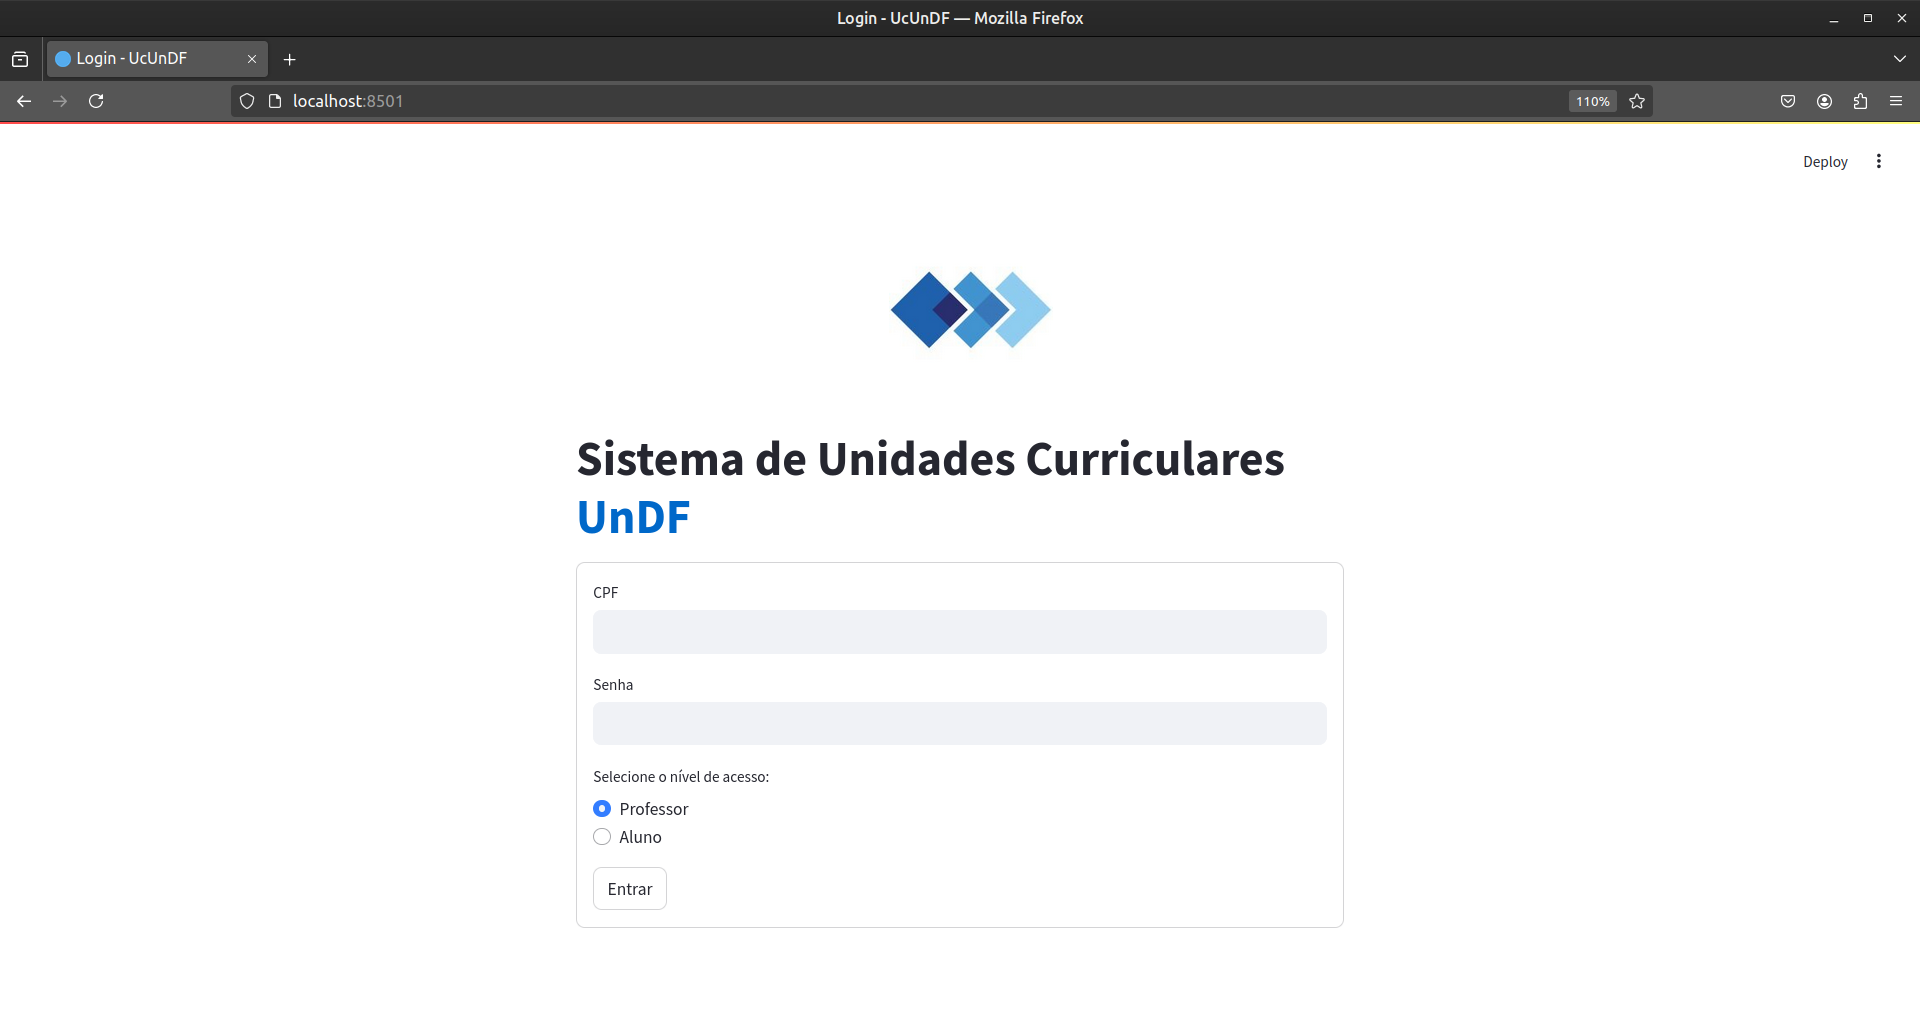 Login - UcUnDF — Mozilla Firefox
Login - UcUnDF
localhost:8501
110%
Deploy
Sistema de Unidades Curriculares
UnDF
CPF
Senha
Selecione o nível de acesso:
Professor
Aluno
Entrar